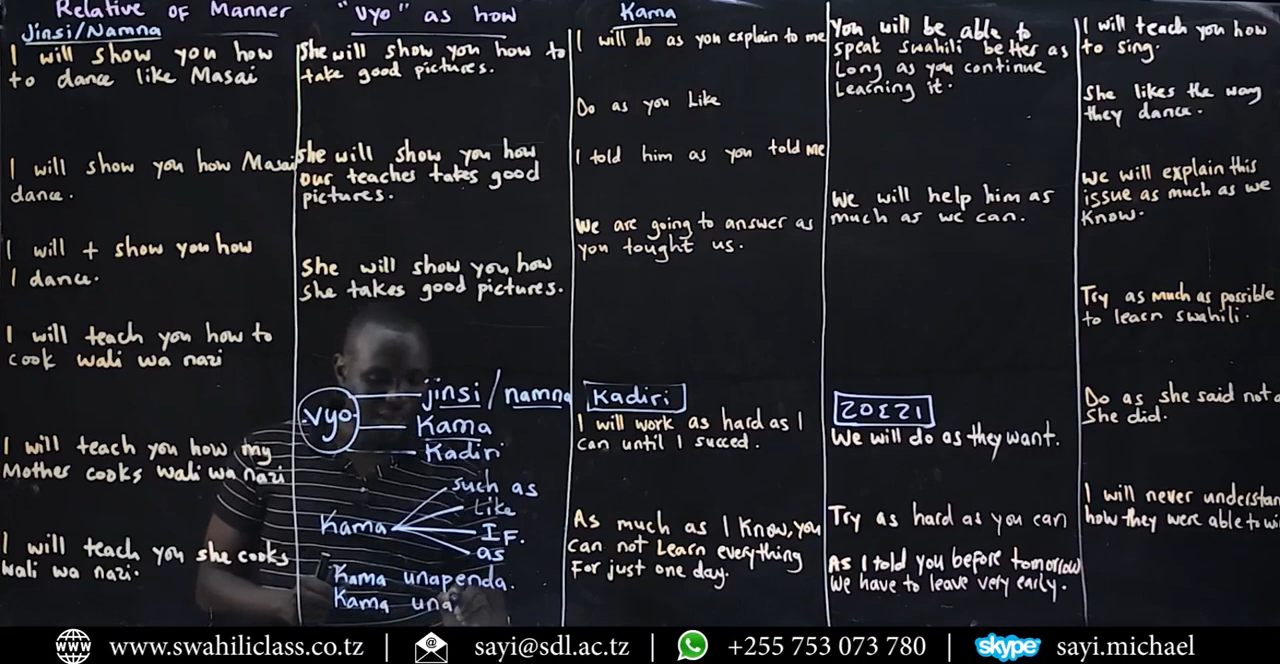 Relative of Manner "vyo" as how
Jinsi/Namna
I will show you how
to dance like Masai
I will show you how Masai
dance.
I will t show you how
I dance.
I will teach you how to
cook wali wa nazi
I will teach you how my
Mother cooks wali wa nazi
I will teach you she cooks
wali wa nazi.
She will show you how to
take good pictures.
She will show you how
our teaches takes good
pictures.
She will show you how
she takes good pictures.
-vyo-
jinsi/namna
Kama
Kadiri
Kama
such as
Like
IF.
as
Kama unapenda.
Kama una
Kama
I will do as you explain to me
Do as you Like
I told him as you told me
We are going to answer as
you tought us.
Kadiri
I will work as hard as I
can until I succed.
As much as I know, you
can not Learn everything
For just one day.
You will be able to
speak swahili better as
Long as you continue
Learning it.
We will help him as
much as we can.
We will do as they want.
Try as hard as you can
As I told you before tomorrow
we have to leave very early.
I will teach you how
to sing.
She likes the way
they dance.
We will explain this
issue as much as we
know.
Try as much as possible
to learn swahili.
Do as she said not a
she did.
I will never understan
how they were able to wi
www.swahiliclass.co.tz | sayi@sdl.ac.tz | +255 753 073 780 | skype sayi.michael